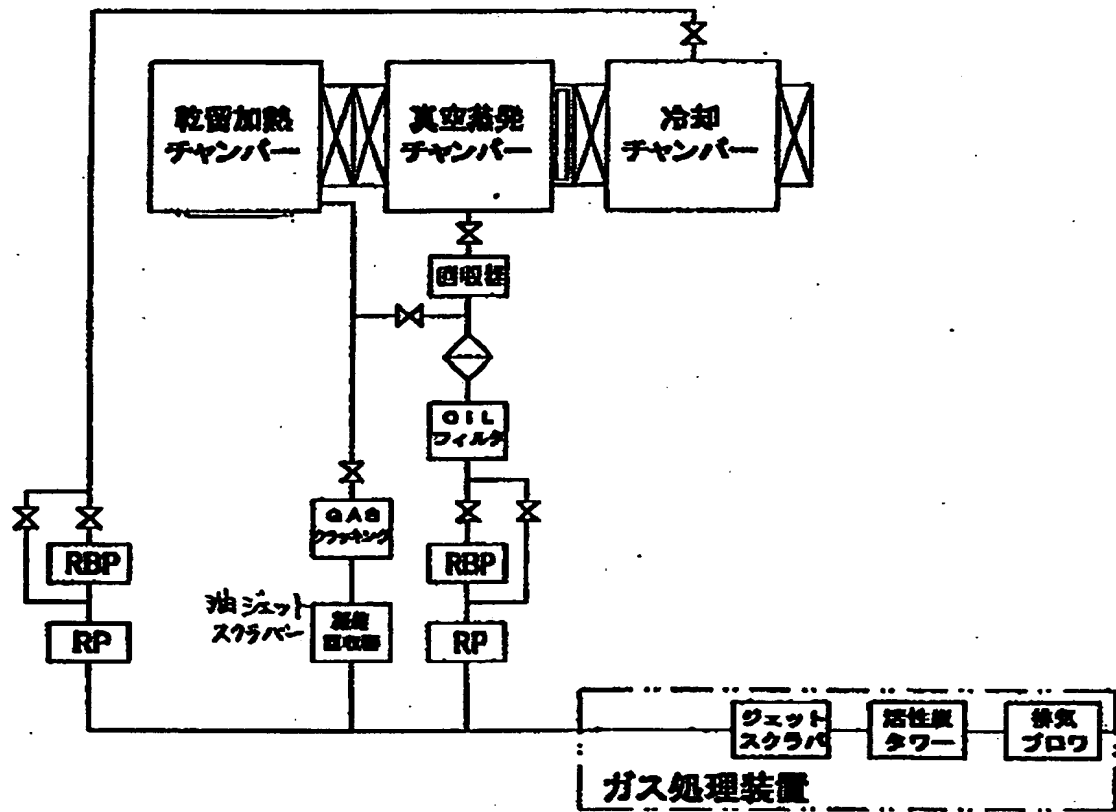 乾留加熱
チャンバー
真空蒸発
チャンバー
冷却
チャンバー
回収器
OIL
フィルタ
GAS
クラッキング
RBP
RBP
油ジェット
スクラバー
回収器
RP
RP
ジェット
スクラバ
活性炭
タワー
排気
ブロワ
ガス処理装置